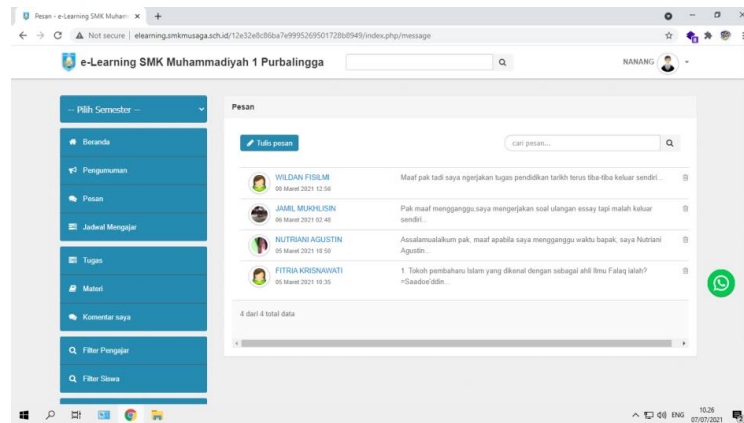 Pesan - e-Learning SMK Muham
Not secure | elearning.smkmusaga.sch.id/12e32e8c86ba7e9995269501728b8949/index.php/message
e-Learning SMK Muhammadiyah 1 Purbalingga
NANANG
-- Pilih Semester --
Pesan
Beranda
Tulis pesan
cari pesan...
Pengumuman
WILDAN FISILMI
Maaf pak tadi saya ngerjakan tugas pendidikan tarikh terus tiba-tiba keluar sendiri...
08 Maret 2021 12:56
Pesan
JAMIL MUKHLISIN
Pak maaf mengganggu,saya mengerjakan soal ulangan essay tapi malah keluar
06 Maret 2021 02:48
sendiri...
Jadwal Mengajar
NUTRIANI AGUSTIN
Assalamualaikum pak, maaf apabila saya mengganggu waktu bapak, saya Nutriani
05 Maret 2021 18:50
Agustin...
Tugas
FITRIA KRISNAWATI
1. Tokoh pembaharu Islam yang dikenal dengan sebagai ahli Ilmu Falaq ialah?
05 Maret 2021 10:35
=Saadoe'ddin...
Materi
Komentar saya
4 dari 4 total data
Filter Pengajar
Filter Siswa
ENG
10.26
07/07/2021